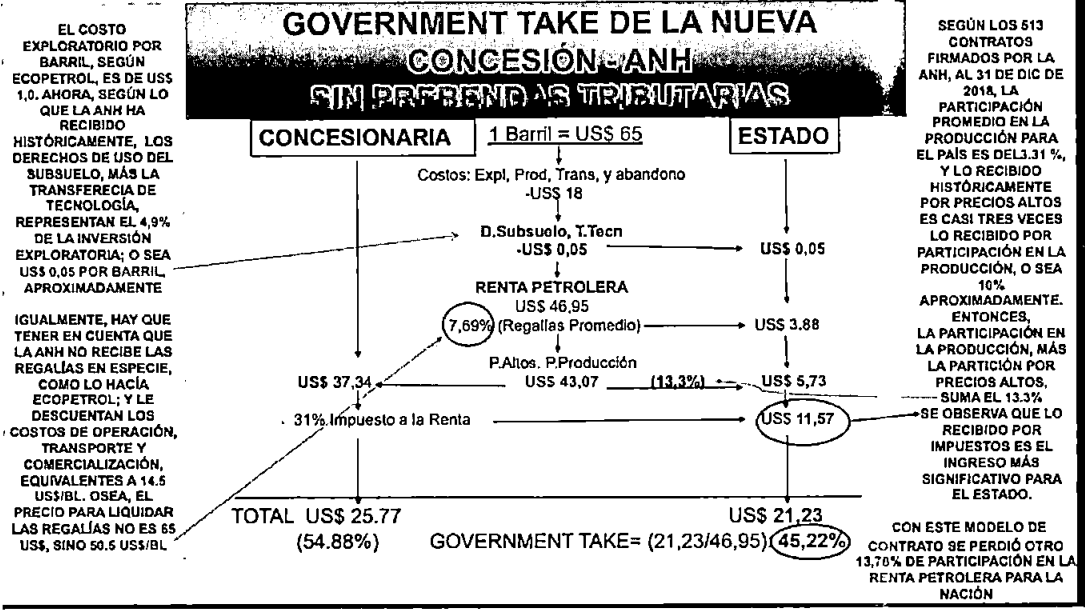 EL COSTO
EXPLORATORIO POR
BARRIL, SEGÚN
ECOPETROL, ES DE US$
1,0. AHORA, SEGÚN LO
QUE LA ANH HA
RECIBIDO
HISTÓRICAMENTE, LOS
DERECHOS DE USO DEL
SUBSUELO, MÁS LA
TRANSFERECIA DE
TECNOLOGÍA,
REPRESENTAN EL 4,9%
DE LA INVERSIÓN
EXPLORATORIA; O SEA
US$ 0,05 POR BARRIL,
APROXIMADAMENTE
IGUALMENTE, HAY QUE
TENER EN CUENTA QUE
LA ANH NO RECIBE LAS
REGALÍAS EN ESPECIE,
COMO LO HACÍA
ECOPETROL; Y LE
DESCUENTAN LOS
COSTOS DE OPERACIÓN,
TRANSPORTE Y
COMERCIALIZACIÓN,
EQUIVALENTES A 14.5
US$/BL. OSEA, EL
PRECIO PARA LIQUIDAR
LAS REGALÍAS NO ES 65
US$, SINO 50.5 US$/BL
GOVERNMENT TAKE DE LA NUEVA
CONCESIÓN - ANH
SIN PREBENDAS TRIBUTARIAS
CONCESIONARIA 1 Barril = US$ 65 ESTADO
Costos: Expl, Prod, Trans, y abandono
-US$ 18
D.Subsuelo, T.Tecn
-US$ 0,05 US$ 0,05
RENTA PETROLERA
US$ 46,95
7,69% (Regalías Promedio) US$ 3.88
P.Altos. P.Producción
US$ 37,34 US$ 43,07 (13,3%) US$ 5,73
31% Impuesto a la Renta US$ 11,57
TOTAL US$ 25.77 US$ 21,23
(54.88%) GOVERNMENT TAKE= (21,23/46,95): 45,22%
SEGÚN LOS 513
CONTRATOS
FIRMADOS POR LA
ANH, AL 31 DE DIC DE
2018, LA
PARTICIPACIÓN
PROMEDIO EN LA
PRODUCCIÓN PARA
EL PAÍS ES DEL3.31 %,
Y LO RECIBIDO
HISTÓRICAMENTE
POR PRECIOS ALTOS
ES CASI TRES VECES
LO RECIBIDO POR
PARTICIPACIÓN EN LA
PRODUCCIÓN, O SEA
10%
APROXIMADAMENTE.
ENTONCES,
LA PARTICIPACIÓN EN
LA PRODUCCIÓN, MÁS
LA PARTICIÓN POR
PRECIOS ALTOS,
SUMA EL 13.3%
SE OBSERVA QUE LO
RECIBIDO POR
IMPUESTOS ES EL
INGRESO MÁS
SIGNIFICATIVO PARA
EL ESTADO.
CON ESTE MODELO DE
CONTRATO SE PERDIÓ OTRO
13,78% DE PARTICIPACIÓN EN LA
RENTA PETROLERA PARA LA
NACIÓN